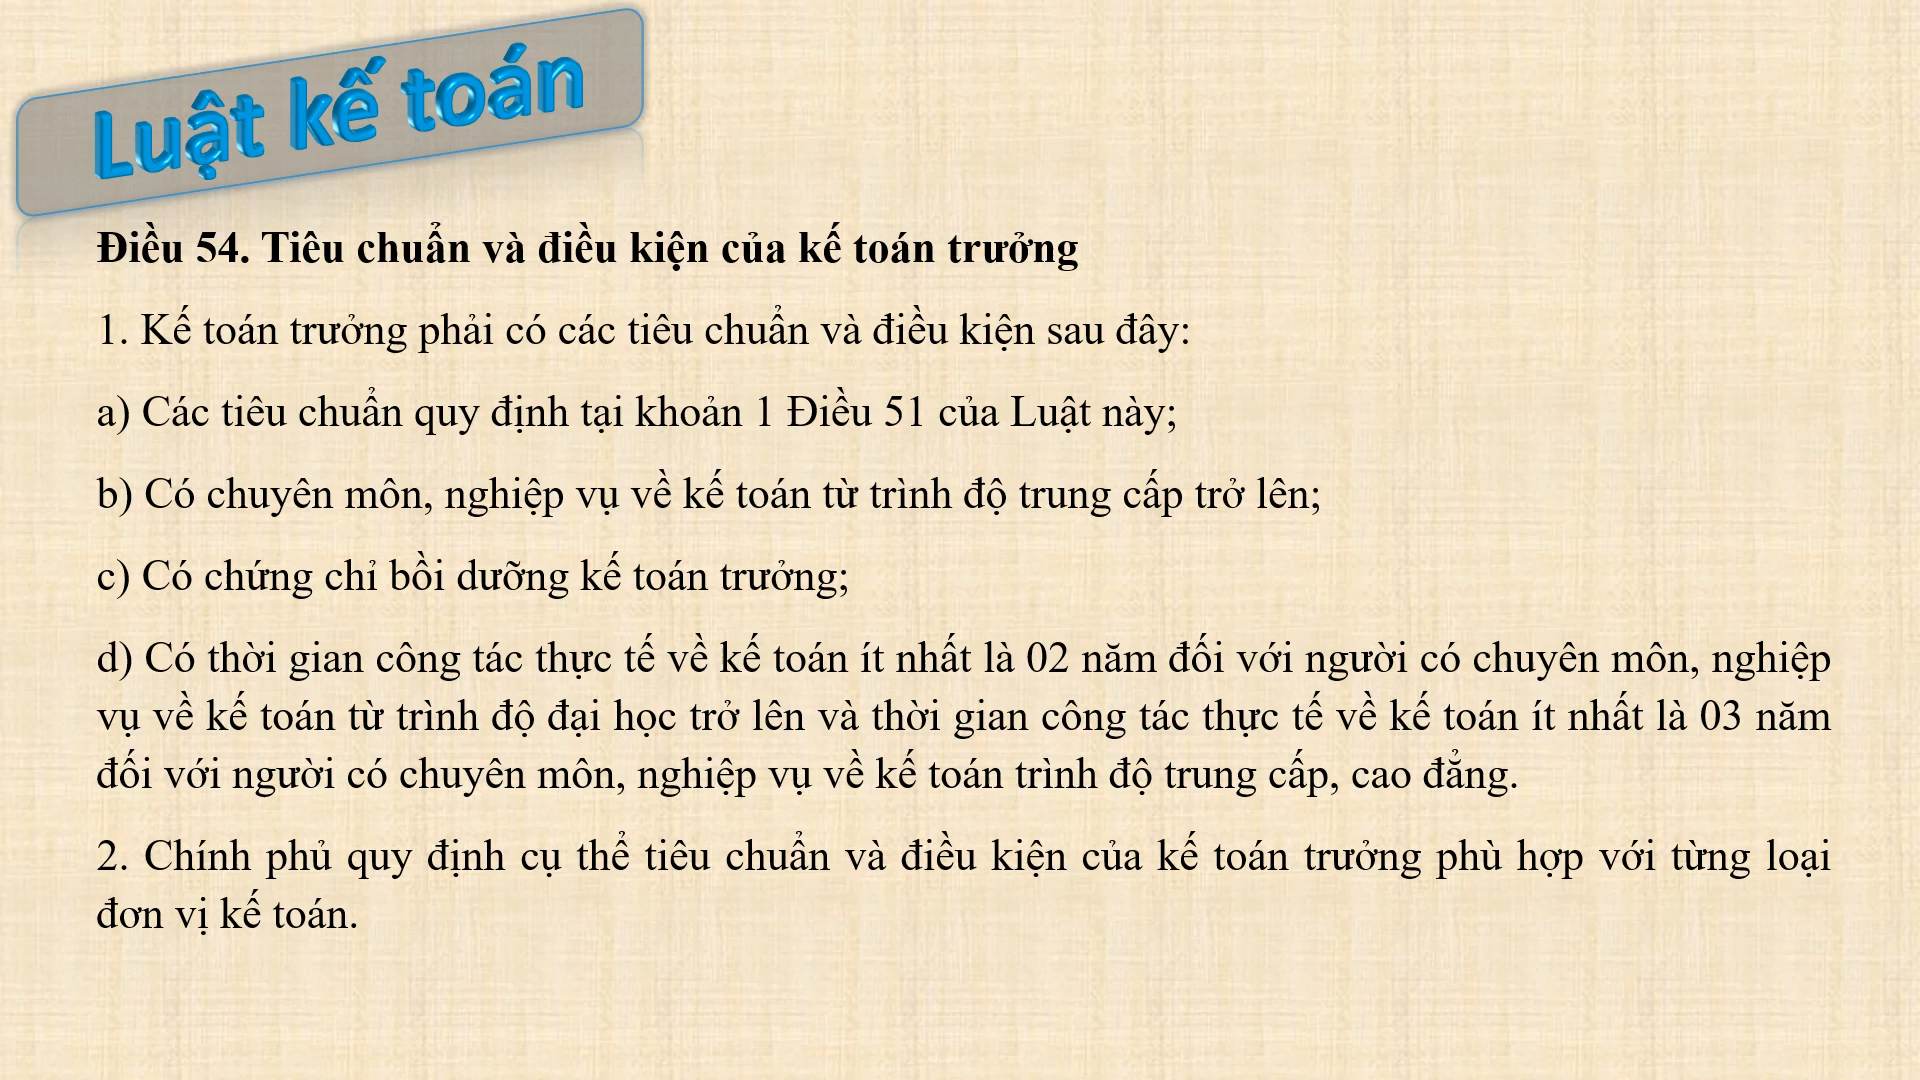 Luật kế toán
Điều 54. Tiêu chuẩn và điều kiện của kế toán trưởng
1. Kế toán trưởng phải có các tiêu chuẩn và điều kiện sau đây:
a) Các tiêu chuẩn quy định tại khoản 1 Điều 51 của Luật này;
b) Có chuyên môn, nghiệp vụ về kế toán từ trình độ trung cấp trở lên;
c) Có chứng chỉ bồi dưỡng kế toán trưởng;
d) Có thời gian công tác thực tế về kế toán ít nhất là 02 năm đối với người có chuyên môn, nghiệp
vụ về kế toán từ trình độ đại học trở lên và thời gian công tác thực tế về kế toán ít nhất là 03 năm
đối với người có chuyên môn, nghiệp vụ về kế toán trình độ trung cấp, cao đẳng.
2. Chính phủ quy định cụ thể tiêu chuẩn và điều kiện của kế toán trưởng phù hợp với từng loại
đơn vị kế toán.